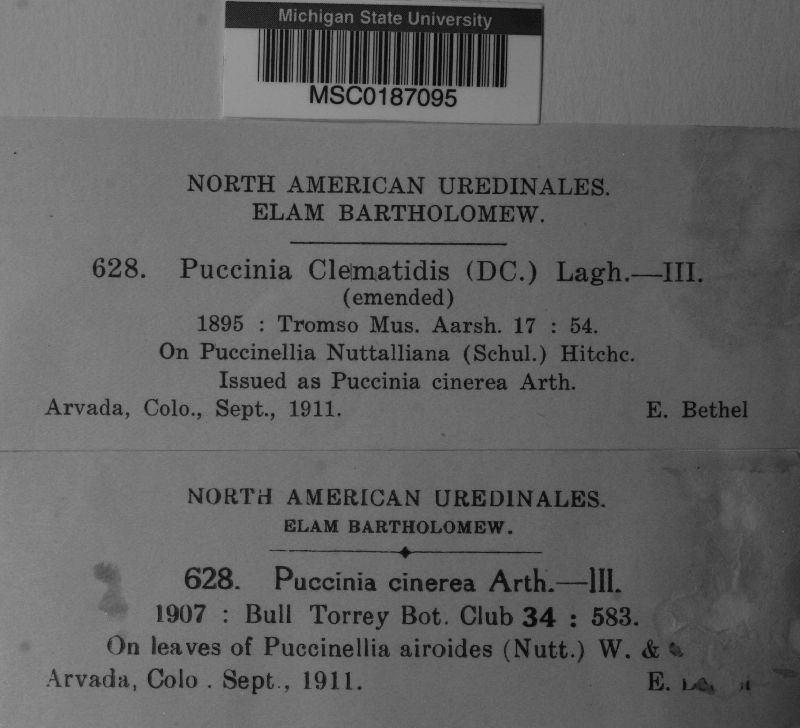 Michigan State University
MSC0187095
NORTH AMERICAN UREDINALES.
ELAM BARTHOLOMEW.
628. Puccinia Clematidis (DC.) Lagh.—III.
(emended)
1895 : Tromso Mus. Aarsh. 17 : 54.
On Puccinellia Nuttalliana (Schul.) Hitchc.
Issued as Puccinia cinerea Arth.
Arvada, Colo., Sept., 1911. E. Bethel
NORTH AMERICAN UREDINALES.
ELAM BARTHOLOMEW.
628. Puccinia cinerea Arth.—III.
1907 : Bull Torrey Bot. Club 34 : 583.
On leaves of Puccinellia airoides (Nutt.) W. &
Arvada, Colo . Sept., 1911. E.